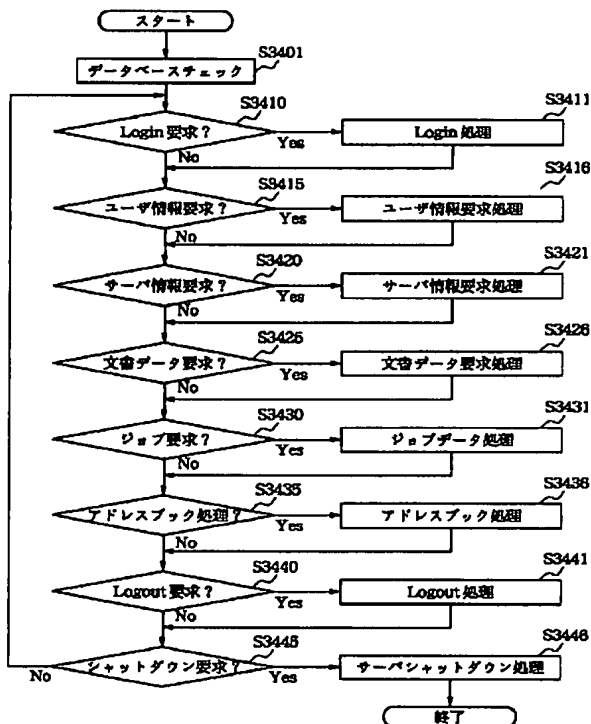 スタート
S3401
データベースチェック
S3410
Login 要求?
Yes
No
S3411
Login 処理
S3415
ユーザ情報要求?
Yes
No
S3416
ユーザ情報要求処理
S3420
サーバ情報要求?
Yes
No
S3421
サーバ情報要求処理
S3425
文書データ要求?
Yes
No
S3426
文書データ要求処理
S3430
ジョブ要求?
Yes
No
S3431
ジョブデータ処理
S3435
アドレスブック処理?
Yes
No
S3436
アドレスブック処理
S3440
Logout 要求?
Yes
No
S3441
Logout 処理
S3445
シャットダウン要求?
Yes
No
S3446
サーバシャットダウン処理
終了